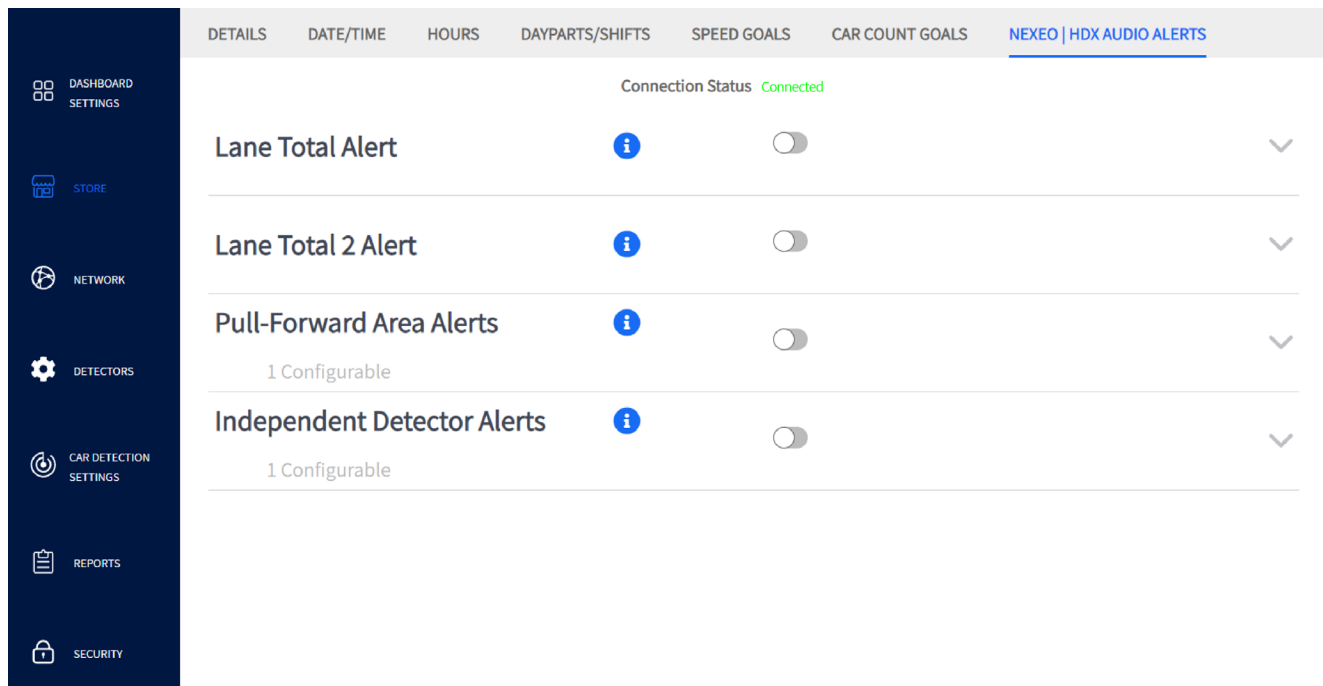 DETAILS DATE/TIME HOURS DAYPARTS/SHIFTS SPEED GOALS CAR COUNT GOALS NEXEO | HDX AUDIO ALERTS
DASHBOARD
SETTINGS
STORE
NETWORK
DETECTORS
CAR DETECTION
SETTINGS
REPORTS
SECURITY
Connection Status Connected
Lane Total Alert
Lane Total 2 Alert
Pull-Forward Area Alerts
1 Configurable
Independent Detector Alerts
1 Configurable